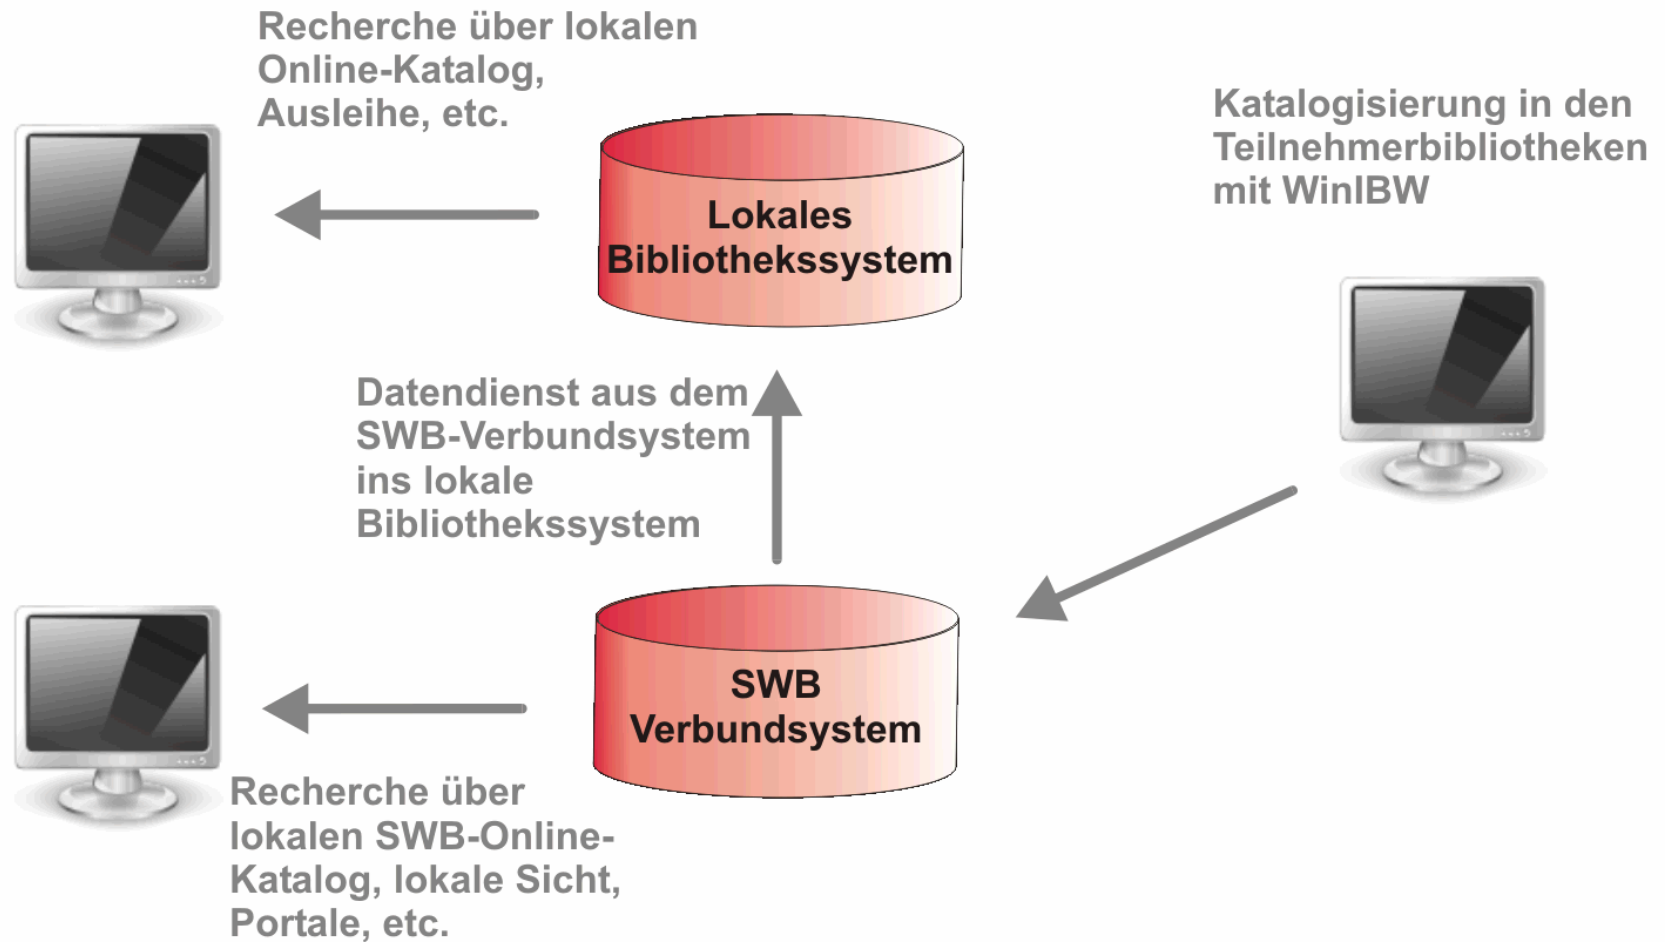 Recherche über lokalen
Online-Katalog,
Ausleihe, etc.
Katalogisierung in den
Teilnehmerbibliotheken
mit WinIBW
Lokales
Bibliothekssystem
Datendienst aus dem
SWB-Verbundsystem
ins lokale
Bibliothekssystem
SWB
Verbundsystem
Recherche über
lokalen SWB-Online-
Katalog, lokale Sicht,
Portale, etc.